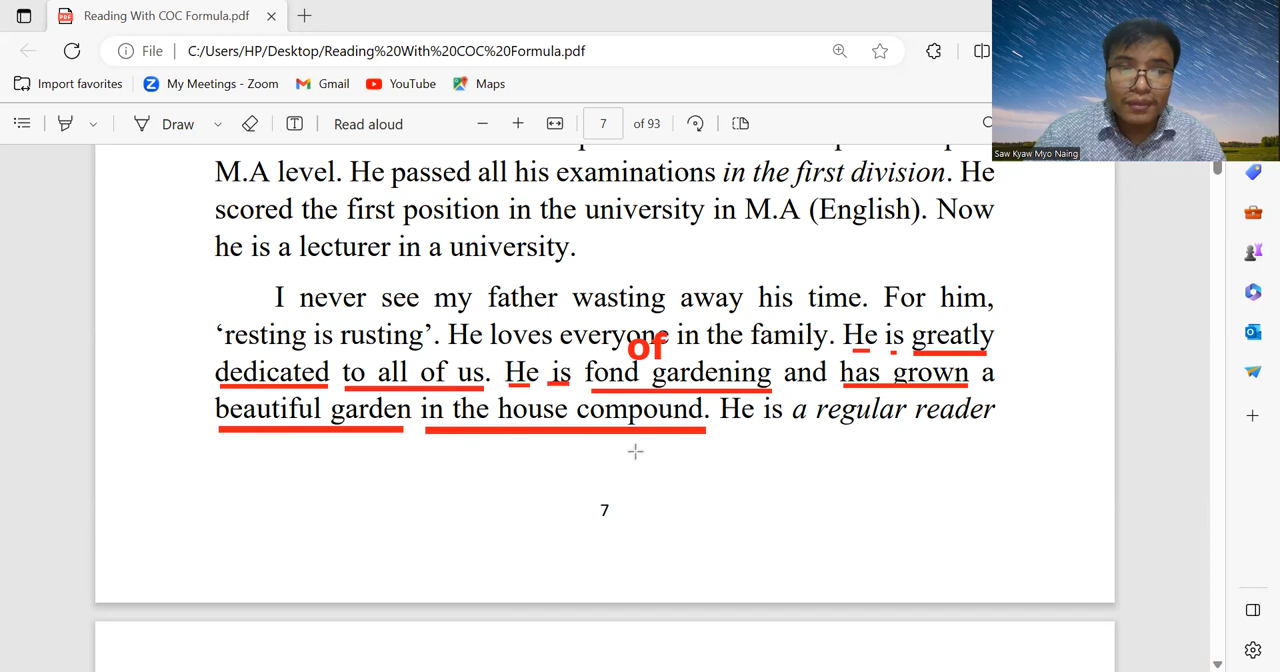 Reading With COC Formula.pdf
File
C:/Users/HP/Desktop/Reading%20With%20COC%20Formula.pdf
Import favorites My Meetings - Zoom Gmail YouTube Maps
Draw Read aloud 7 of 93
Saw Kyaw Myo Naing
M.A level. He passed all his examinations in the first division. He
scored the first position in the university in M.A (English). Now
he is a lecturer in a university.
I never see my father wasting away his time. For him,
‘resting is rusting’. He loves everyone in the family. He is greatly
of
dedicated to all of us. He is fond gardening and has grown a
beautiful garden in the house compound. He is a regular reader
7